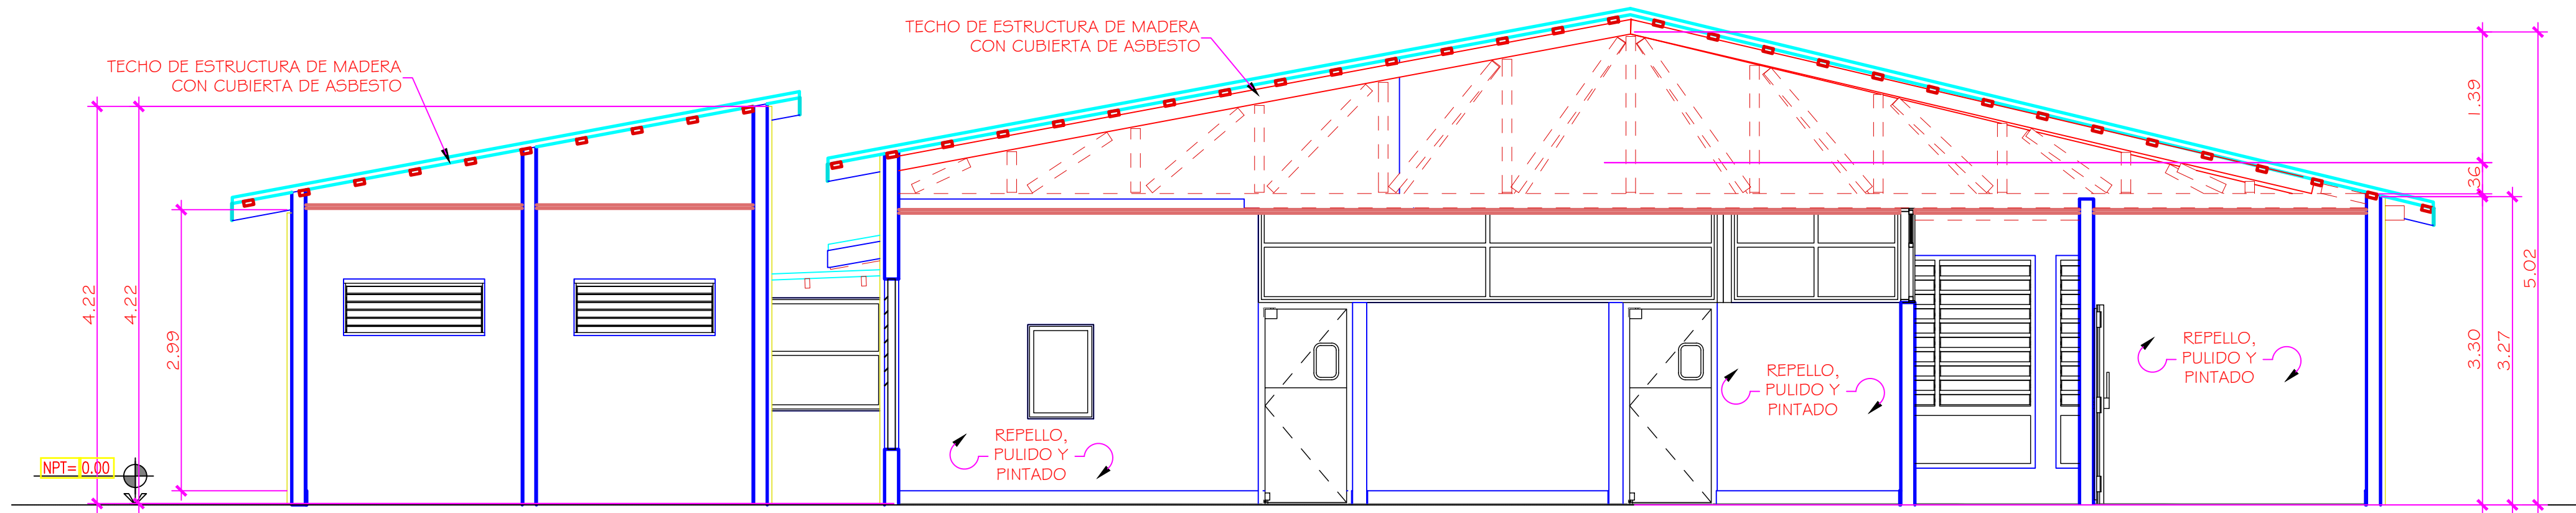 TECHO DE ESTRUCTURA DE MADERA
CON CUBIERTA DE ASBESTO
TECHO DE ESTRUCTURA DE MADERA
CON CUBIERTA DE ASBESTO
4.22
4.22
2.99
NPT= 0.00
REPELLO,
PULIDO Y
PINTADO
REPELLO,
PULIDO Y
PINTADO
REPELLO,
PULIDO Y
PINTADO
1.39
.36
3.30
3.27
5.02